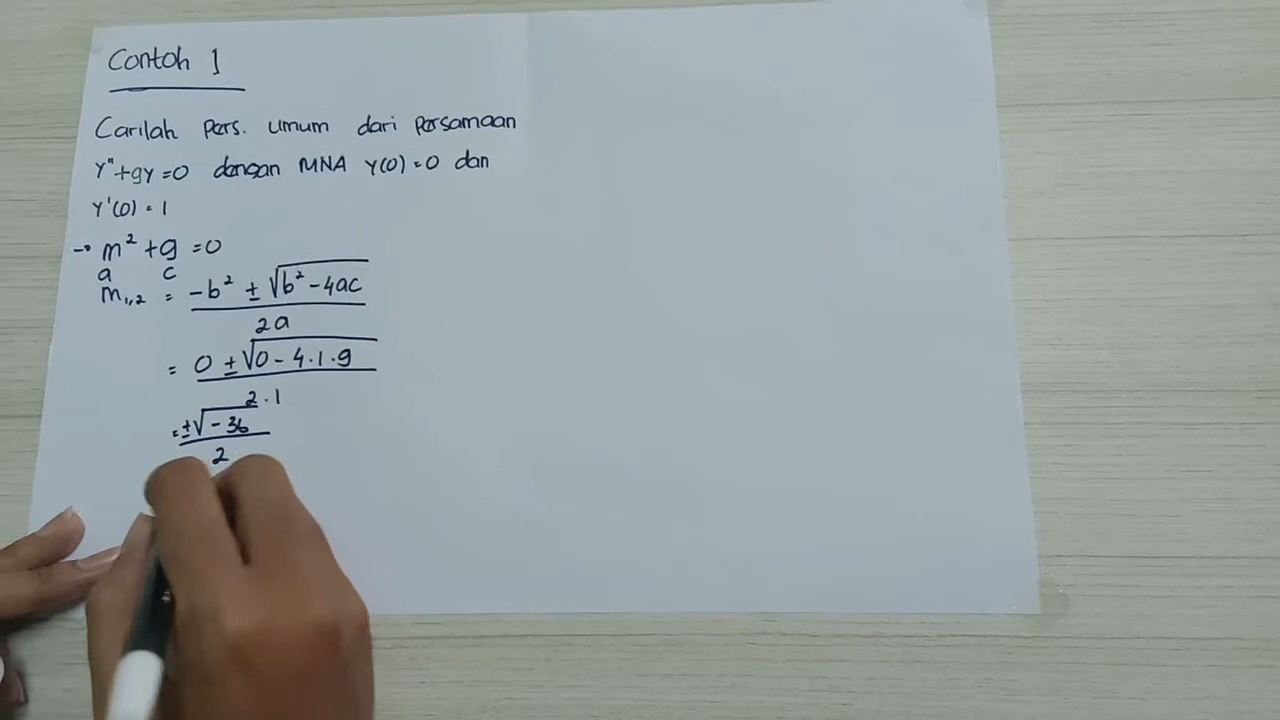 Contoh 1
Carilah Pers. Umum dari Persamaan
y"+9y=0 dengan MNA y(0)=0 dan
y'(0)=1
→ m² + 9 = 0
a c
m₁,₂ = -b² ± √b² - 4ac
2a
= 0 ± √0 - 4.1.9
2.1
= ± √-36
2